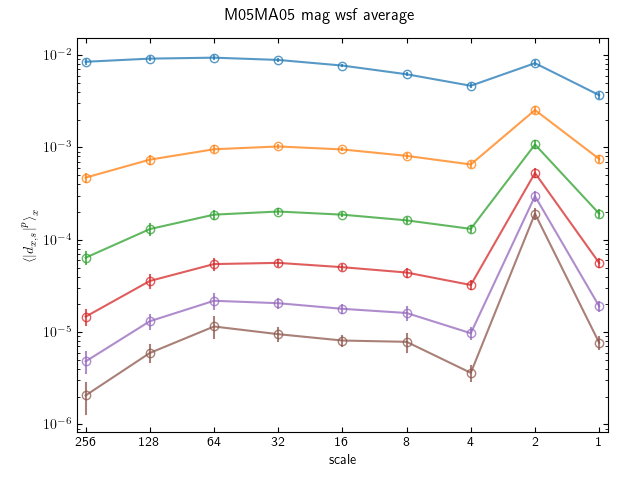 M05MA05 mag wsf average
10⁻²
10⁻³
10⁻⁴
10⁻⁵
10⁻⁶
⟨|d_{x,s}|^p⟩_x
256 128 64 32 16 8 4 2 1
scale